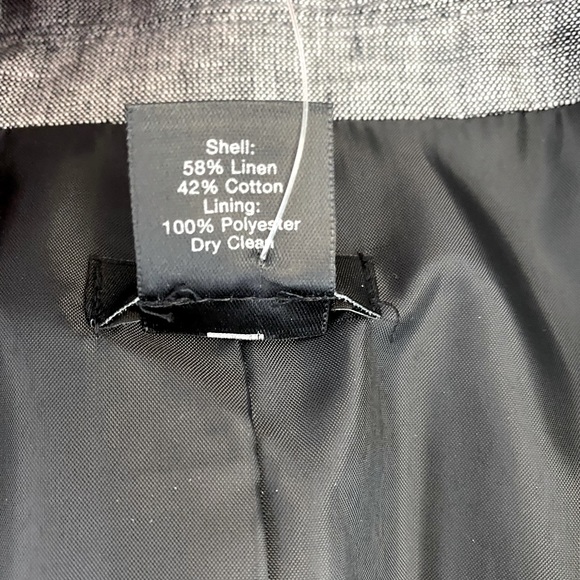 Shell:
58% Linen
42% Cotton
Lining:
100% Polyester
Dry Clean